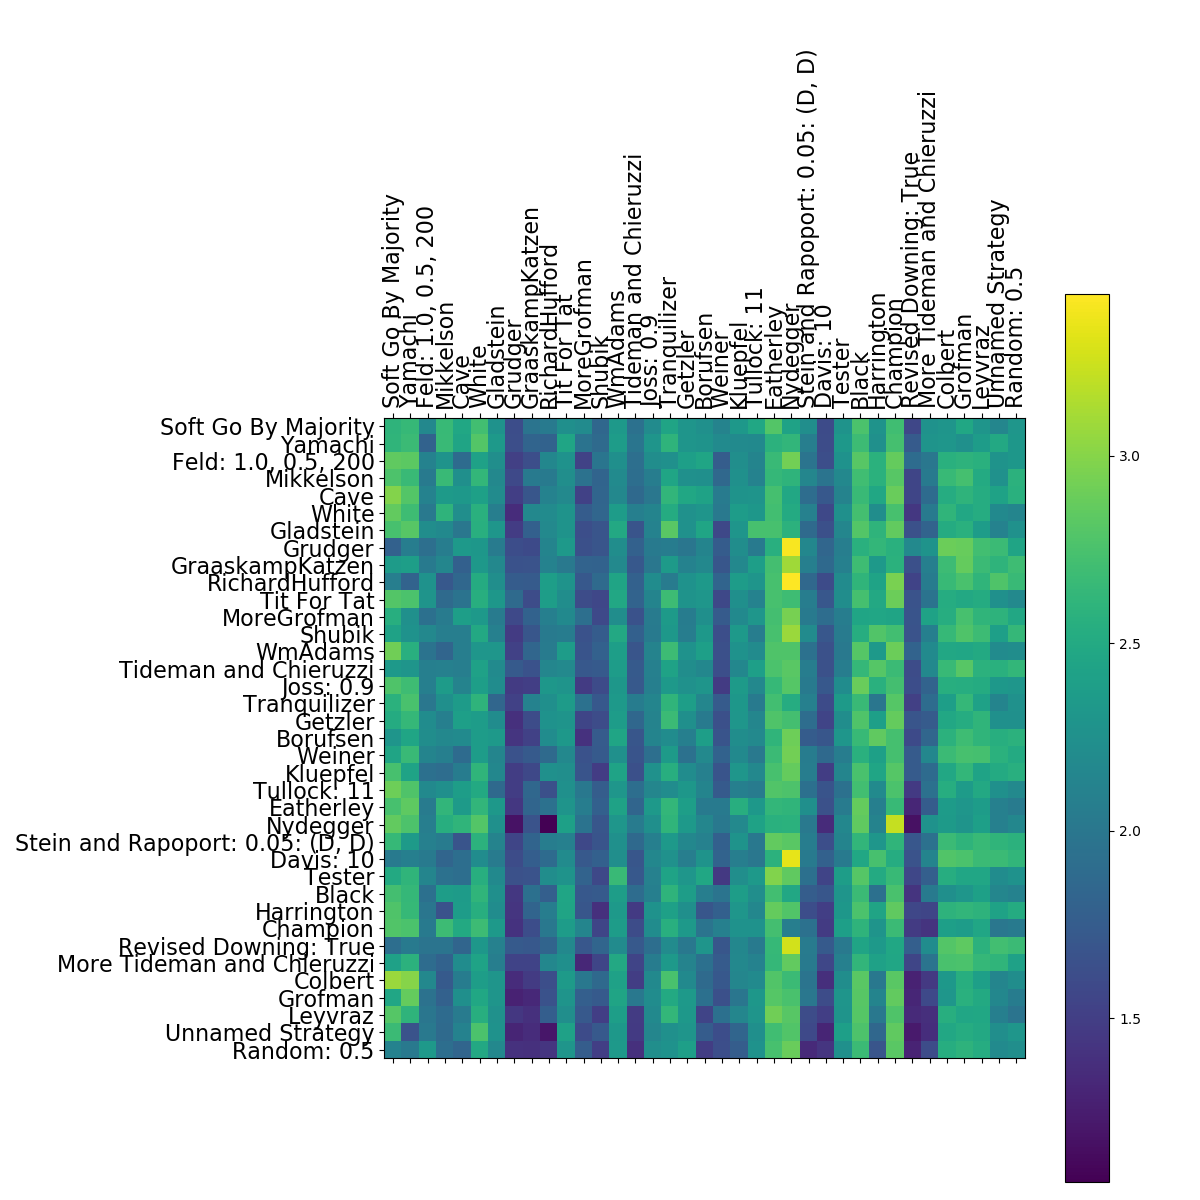 Soft Go By Majority
Yamachi
Feld: 1.0, 0.5, 200
Mikkelson
Cave
White
Gladstein
Grudger
GraaskampKatzen
RichardHufford
Tit For Tat
MoreGrofman
Shubik
WmAdams
Tideman and Chieruzzi
Joss: 0.9
Tranquilizer
Getzler
Borufsen
Weiner
Kluepfel
Tullock: 11
Eatherley
Nydegger
Stein and Rapoport: 0.05: (D, D)
Davis: 10
Tester
Black
Harrington
Champion
Revised Downing: True
More Tideman and Chieruzzi
Colbert
Grofman
Leyvraz
Unnamed Strategy
Random: 0.5
Soft Go By Majority
Yamachi
Feld: 1.0, 0.5, 200
Mikkelson
Cave
White
Gladstein
Grudger
GraaskampKatzen
RichardHufford
Tit For Tat
MoreGrofman
Shubik
WmAdams
Tideman and Chieruzzi
Joss: 0.9
Tranquilizer
Getzler
Borufsen
Weiner
Kluepfel
Tullock: 11
Eatherley
Nydegger
Stein and Rapoport: 0.05: (D, D)
Davis: 10
Tester
Black
Harrington
Champion
Revised Downing: True
More Tideman and Chieruzzi
Colbert
Grofman
Leyvraz
Unnamed Strategy
Random: 0.5
3.0
2.5
2.0
1.5